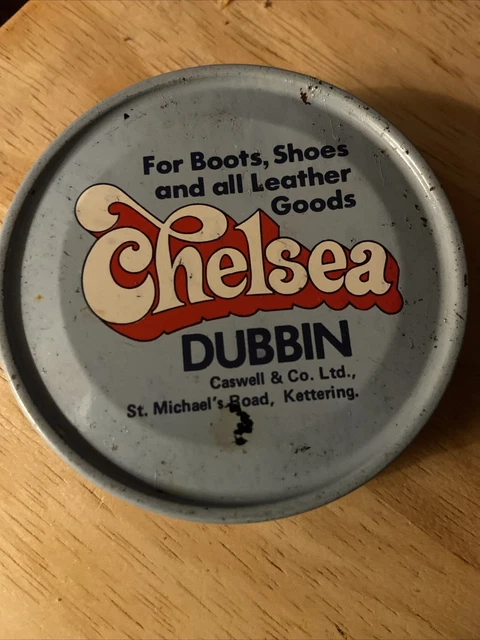 For Boots, Shoes
and all Leather
Goods
Chelsea
DUBBIN
Caswell & Co. Ltd.,
St. Michael's Road, Kettering.